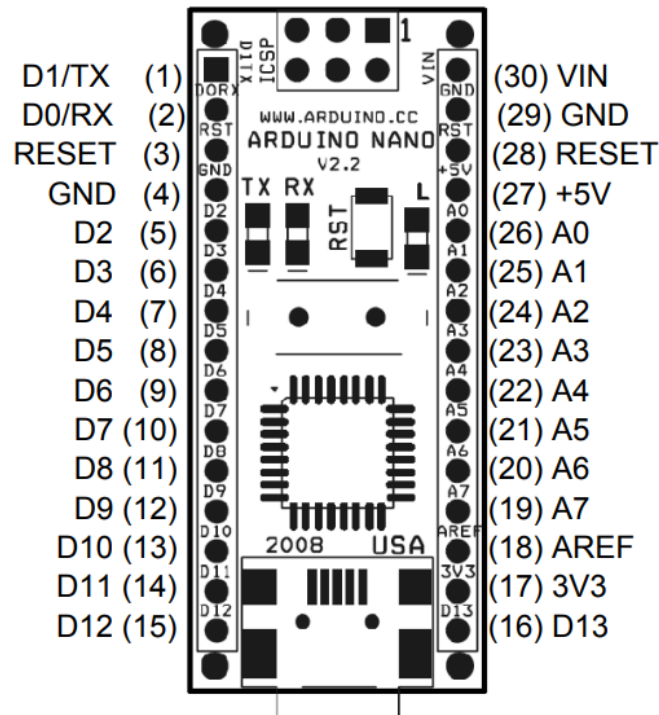 D1/TX (1)
D0/RX (2)
RESET (3)
GND (4)
D2 (5)
D3 (6)
D4 (7)
D5 (8)
D6 (9)
D7 (10)
D8 (11)
D9 (12)
D10 (13)
D11 (14)
D12 (15)
D1TX
ICSP
1
VIN
DORX
RST
GND
D2
D3
D4
D5
D6
D7
D8
D9
D10
D11
D12
WWW.ARDUINO.CC
ARDUINO NANO
V2.2
TX RX
RST
L
2008 USA
GND
RST
+5V
A0
A1
A2
A3
A4
A5
A6
A7
AREF
3V3
D13
(30) VIN
(29) GND
(28) RESET
(27) +5V
(26) A0
(25) A1
(24) A2
(23) A3
(22) A4
(21) A5
(20) A6
(19) A7
(18) AREF
(17) 3V3
(16) D13